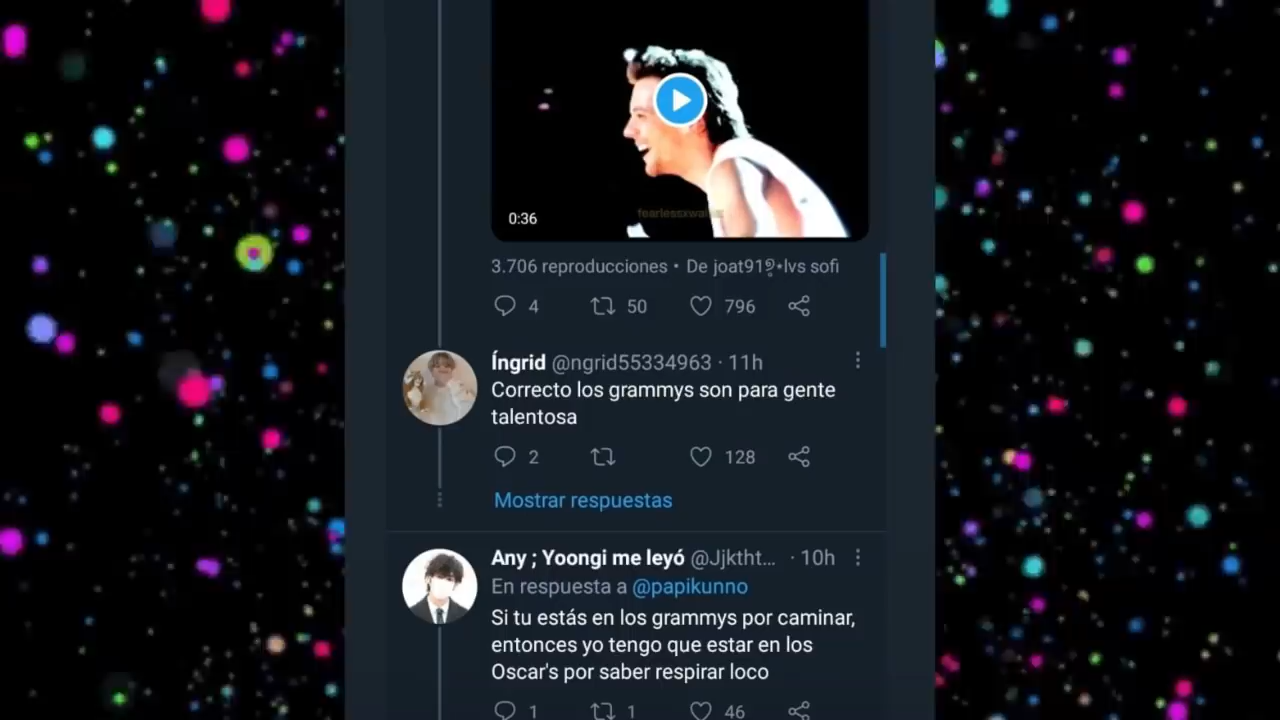 0:36
3.706 reproducciones • De joat91 •lvs sofi
4 50 796
Íngrid @ngrid55334963 · 11h
Correcto los grammys son para gente
talentosa
2 128
Mostrar respuestas
Any ; Yoongi me leyó @Jjktht... · 10h
En respuesta a @papikunno
Si tu estás en los grammys por caminar,
entonces yo tengo que estar en los
Oscar's por saber respirar loco
1 1 46